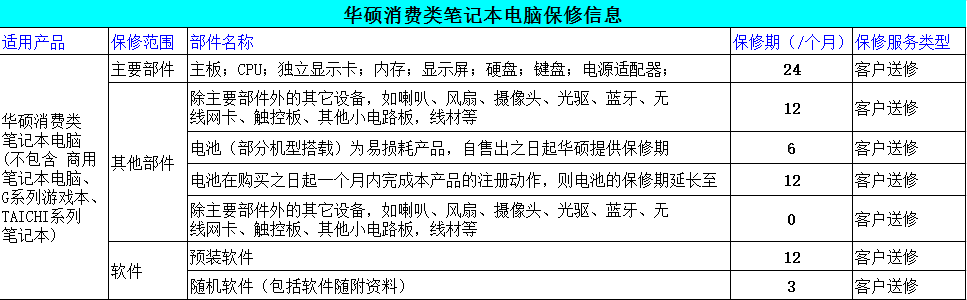 华硕消费类笔记本电脑保修信息
适用产品 保修范围 部件名称 保修期（/个月） 保修服务类型
华硕消费类
笔记本电脑
(不包含 商用
笔记本电脑、
G系列游戏本、
TAICHI系列
笔记本）
主要部件 主板；CPU；独立显示卡；内存；显示屏；硬盘；键盘；电源适配器； 24 客户送修
其他部件
除主要部件外的其它设备，如喇叭、风扇、摄像头、光驱、蓝牙、无
线网卡、触控板、其他小电路板，线材等
12 客户送修
电池（部分机型搭载）为易损耗产品，自售出之日起华硕提供保修期 6 客户送修
电池在购买之日起一个月内完成本产品的注册动作，则电池的保修期延长至 12 客户送修
除主要部件外的其它设备，如喇叭、风扇、摄像头、光驱、蓝牙、无
线网卡、触控板、其他小电路板，线材等
0 客户送修
软件
预装软件 12 客户送修
随机软件（包括软件随附资料） 3 客户送修